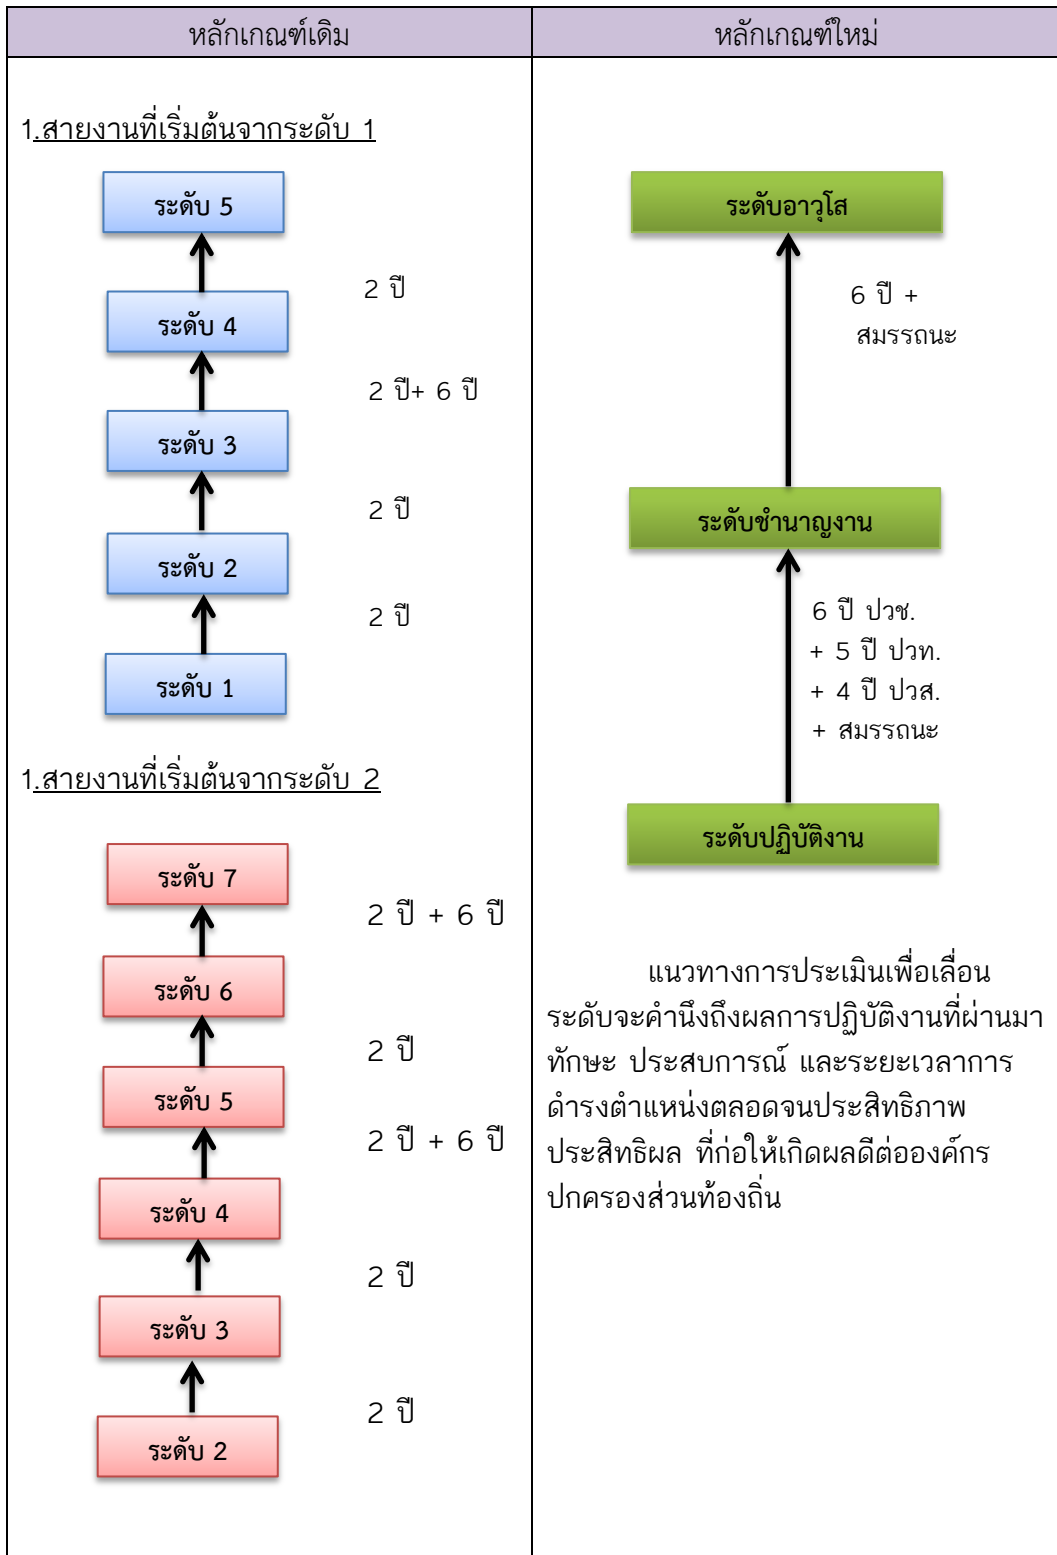 หลักเกณฑ์เดิม
หลักเกณฑ์ใหม่
1.สายงานที่เริ่มต้นจากระดับ 1
ระดับ 5
2 ปี
ระดับ 4
2 ปี+ 6 ปี
ระดับ 3
2 ปี
ระดับ 2
2 ปี
ระดับ 1
1.สายงานที่เริ่มต้นจากระดับ 2
ระดับ 7
2 ปี + 6 ปี
ระดับ 6
2 ปี
ระดับ 5
2 ปี + 6 ปี
ระดับ 4
2 ปี
ระดับ 3
2 ปี
ระดับ 2
ระดับอาวุโส
6 ปี +
สมรรถนะ
ระดับชำนาญงาน
6 ปี ปวช.
+ 5 ปี ปวท.
+ 4 ปี ปวส.
+ สมรรถนะ
ระดับปฏิบัติงาน
แนวทางการประเมินเพื่อเลื่อน
ระดับจะคำนึงถึงผลการปฏิบัติงานที่ผ่านมา
ทักษะ ประสบการณ์ และระยะเวลาการ
ดำรงตำแหน่งตลอดจนประสิทธิภาพ
ประสิทธิผล ที่ก่อให้เกิดผลดีต่อองค์กร
ปกครองส่วนท้องถิ่น